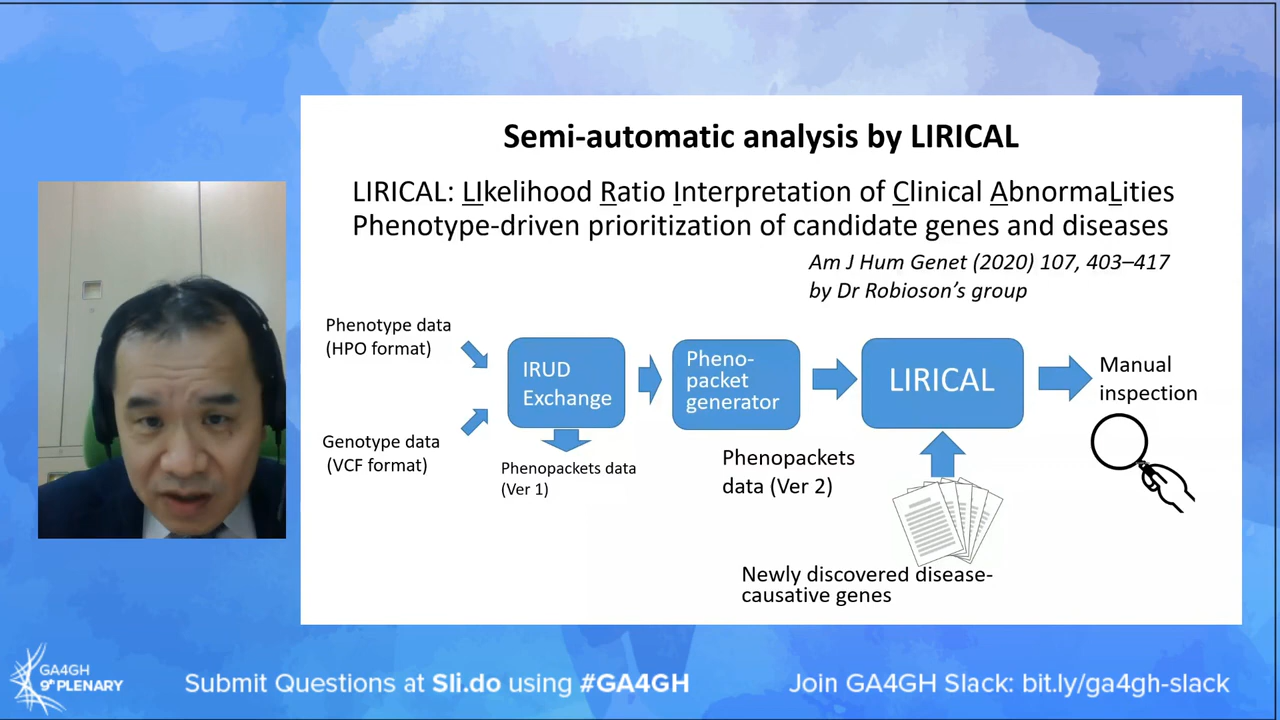 Semi-automatic analysis by LIRICAL
LIRICAL: LIkelihood Ratio Interpretation of Clinical AbnormaLities
Phenotype-driven prioritization of candidate genes and diseases
Am J Hum Genet (2020) 107, 403–417
by Dr Robioson's group
Phenotype data
(HPO format)
Genotype data
(VCF format)
IRUD
Exchange
Phenopackets data
(Ver 1)
Pheno-
packet
generator
Phenopackets
data (Ver 2)
LIRICAL
Newly discovered disease-
causative genes
Manual
inspection
GA4GH
9th PLENARY
Submit Questions at Sli.do using #GA4GH
Join GA4GH Slack: bit.ly/ga4gh-slack